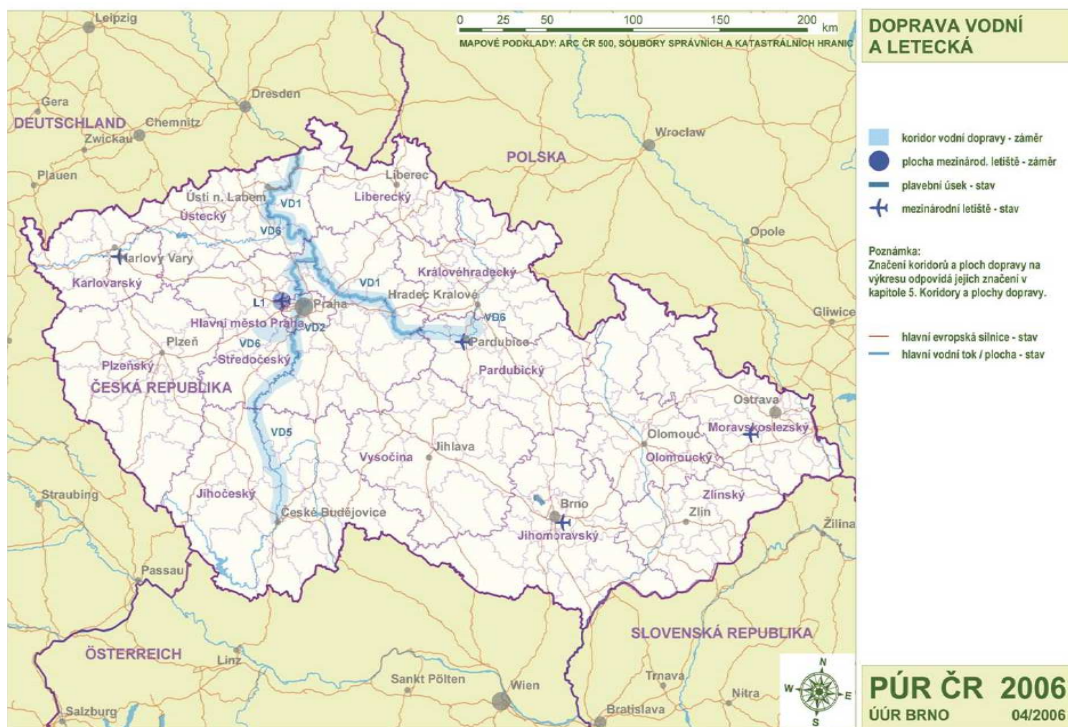 Leipzig
0 25 50 100 150 200
km
MAPOVÉ PODKLADY: ARC ČR 500, SOUBORY SPRÁVNÍCH A KATASTRÁLNÍCH HRANIC
DOPRAVA VODNÍ
A LETECKÁ
Gera
Dresden
DEUTSCHLAND
Chemnitz
Zwickau
Wrocław
Plauen
POLSKA
koridor vodní dopravy - záměr
plocha mezinárod. letiště - záměr
plavební úsek - stav
mezinárodní letiště - stav
Liberec
Ústí n. Labem
Liberecký
VD1
Ústecký
VD6
Opole
Karlovy Vary
Karlovarský
Královéhradecký
VD1
Hradec Kralové
Poznámka:
Značení koridorů a ploch dopravy na
výkresu odpovídá jejich značení v
kapitole 5. Koridory a plochy dopravy.
L1
Praha
Hlavní město Praha
VD2
VD6
VD6
Pardubice
Gliwice
Plzeň
Středočeský
Plzeňský
Pardubický
hlavní evropská silnice - stav
hlavní vodní tok / plocha - stav
ČESKÁ REPUBLIKA
Ostrava
Moravskoslezský
VD5
Vysočina
Jihlava
Olomouc
Olomoucký
Jihočeský
Zlínský
Straubing
České Budějovice
Brno
Zlín
Jihomoravský
Žilina
Passau
SLOVENSKÁ REPUBLIKA
ÖSTERREICH
Linz
Sankt Pölten
Wien
Trnava
Nitra
Salzburg
Bratislava
N
W E
S
PÚR ČR 2006
ÚÚR BRNO 04/2006